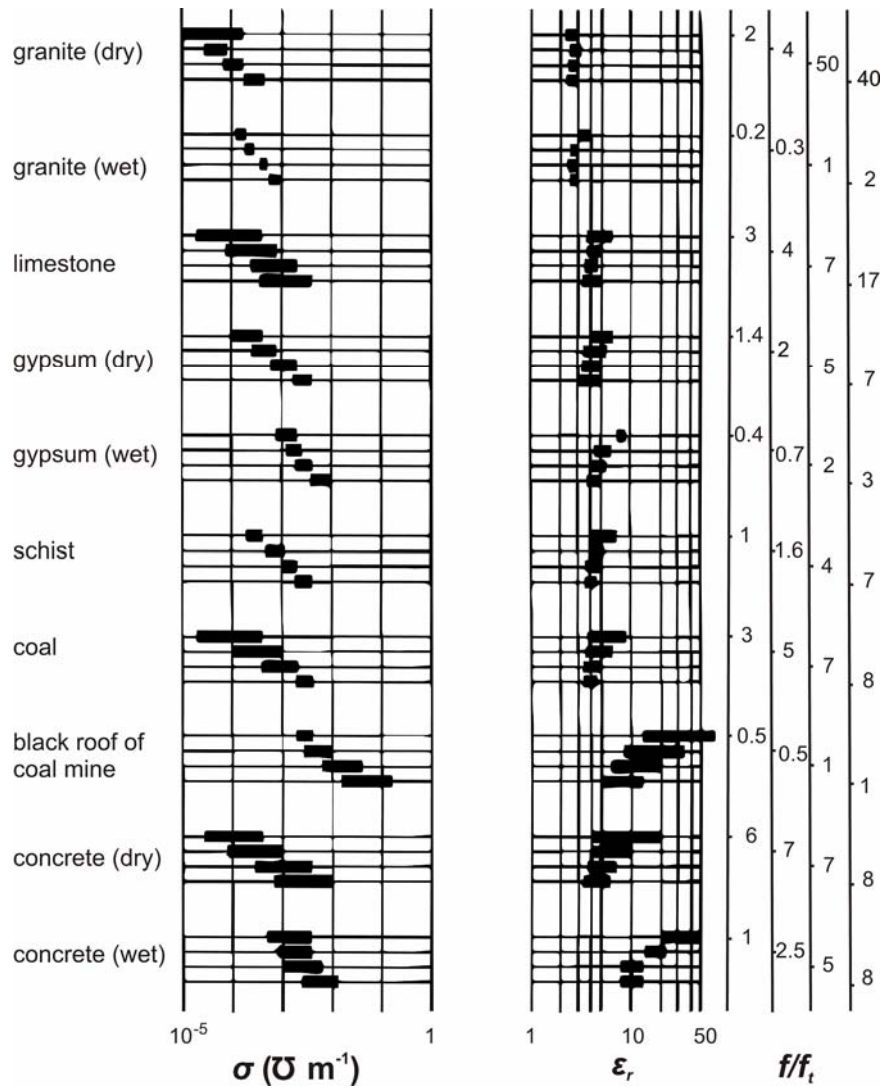 granite (dry) 2 4 50 40
granite (wet) 0.2 0.3 1 2
limestone 3 4 7 17
gypsum (dry) 1.4 2 5 7
gypsum (wet) 0.4 0.7 2 3
schist 1 1.6 4 7
coal 3 5 7 8
black roof of
coal mine 0.5 0.5 1 1
concrete (dry) 6 7 7 8
concrete (wet) 1 2.5 5 8
10⁻⁵ 1 1 10 50
σ (℧ m⁻¹) εᵣ f/fₜ